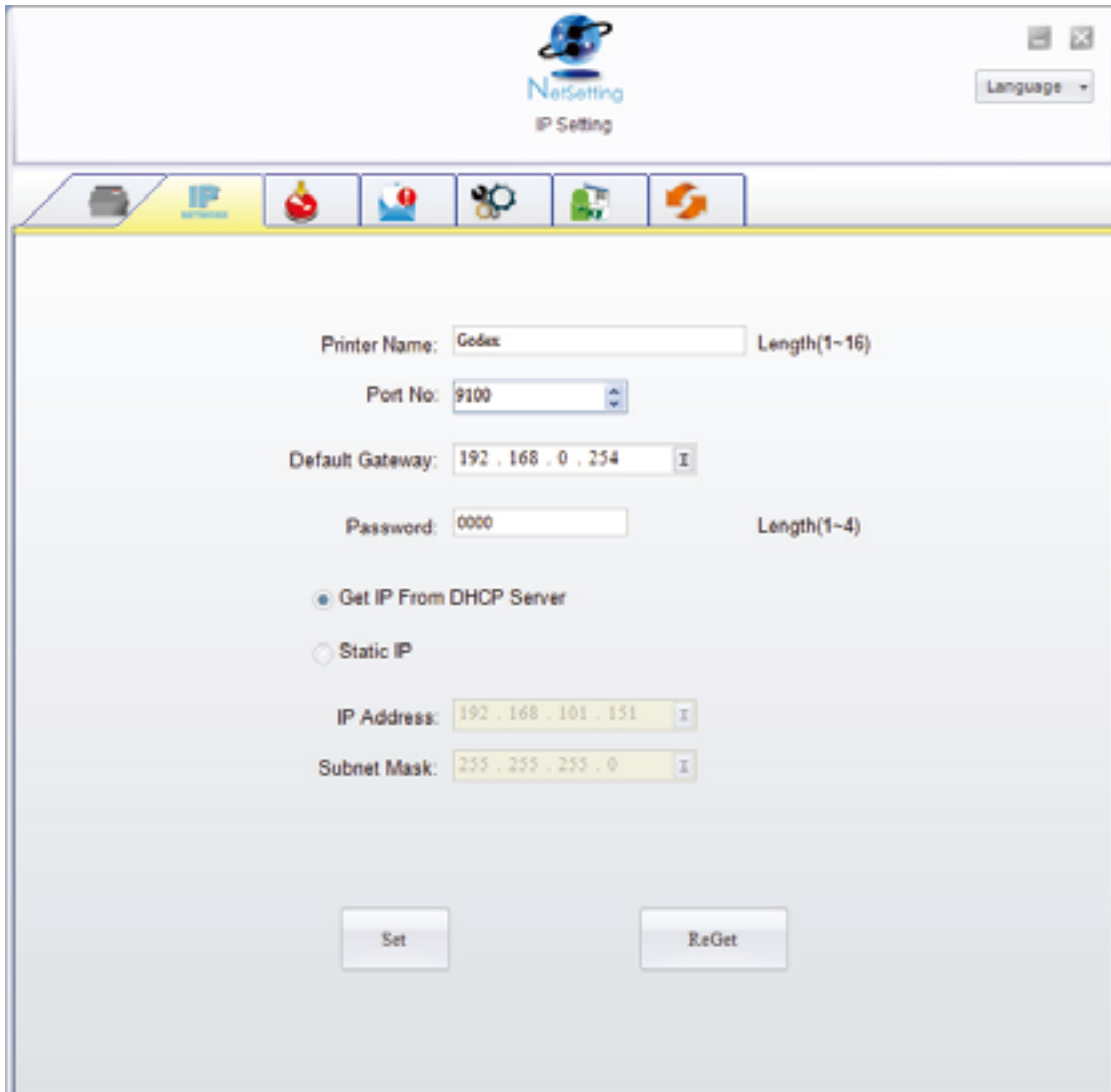 NetSetting
IP Setting
Language
IP
NETWORK
Printer Name: Godex Length(1~16)
Port No: 9100
Default Gateway: 192 . 168 . 0 . 254 I
Password: 0000 Length(1~4)
Get IP From DHCP Server
Static IP
IP Address: 192 . 168 . 101 . 151 I
Subnet Mask: 255 . 255 . 255 . 0 I
Set ReGet